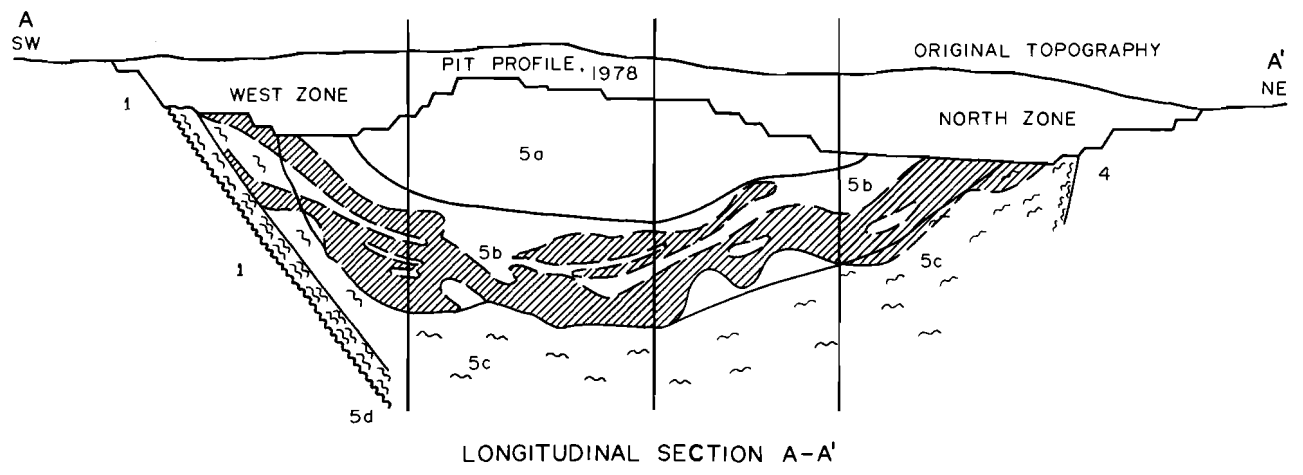 A
SW
ORIGINAL TOPOGRAPHY
A'
NE
PIT PROFILE, 1978
WEST ZONE
1
NORTH ZONE
5a
4
5b
5b
1
5c
5c
5d
LONGITUDINAL SECTION A-A'